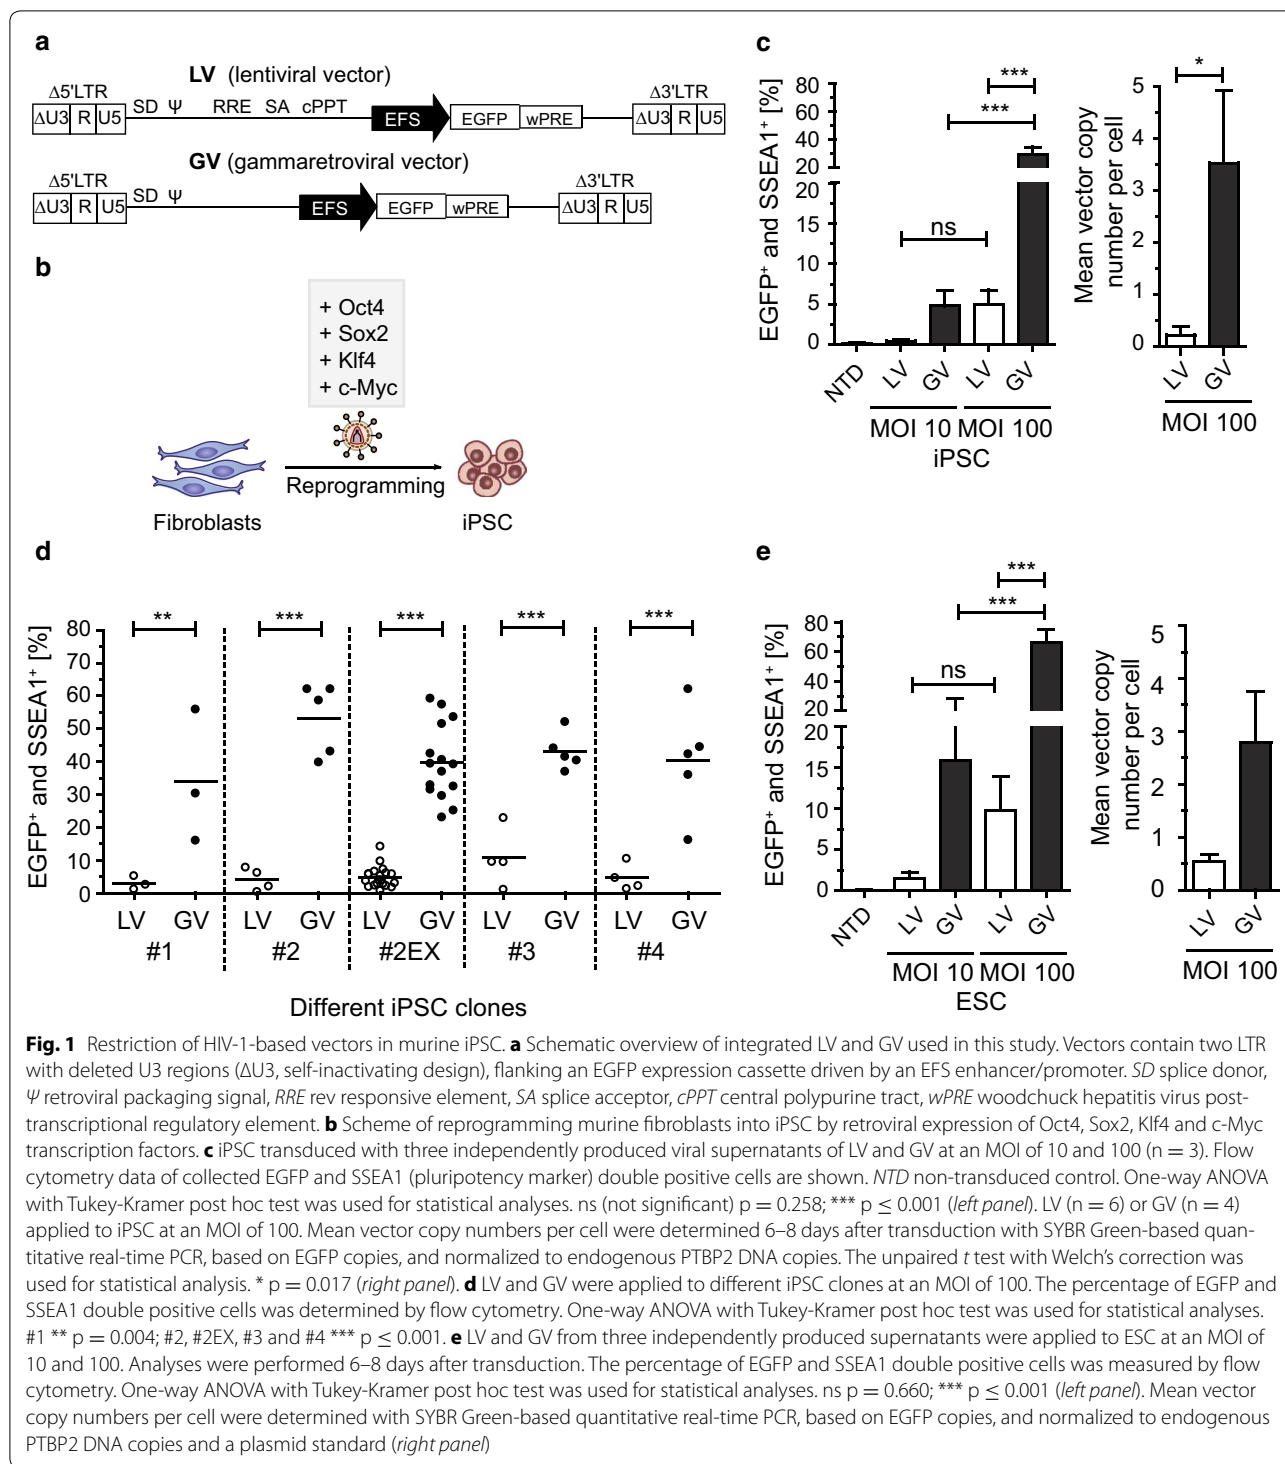 a
LV (lentiviral vector)
Δ5'LTR
Δ3'LTR
SD Ψ RRE SA cPPT
ΔU3 R U5
EFS
EGFP
wPRE
ΔU3 R U5
GV (gammaretroviral vector)
Δ5'LTR
Δ3'LTR
SD Ψ
ΔU3 R U5
EFS
EGFP
wPRE
ΔU3 R U5
b
+ Oct4
+ Sox2
+ Klf4
+ c-Myc
Reprogramming
Fibroblasts
iPSC
c
EGFP⁺ and SSEA1⁺ [%]
80
60
40
20
20
15
10
5
0
ns
***
***
NTD
LV
GV
LV
GV
MOI 10 MOI 100
iPSC
Mean vector copy
number per cell
5
4
3
2
1
0
*
LV
GV
MOI 100
d
EGFP⁺ and SSEA1⁺ [%]
80
70
60
50
40
30
20
10
0
** *** *** *** ***
LV GV LV GV LV GV LV GV LV GV
#1 #2 #2EX #3 #4
Different iPSC clones
e
EGFP⁺ and SSEA1⁺ [%]
80
60
40
20
20
15
10
5
0
ns
***
***
NTD
LV
GV
LV
GV
MOI 10 MOI 100
ESC
Mean vector copy
number per cell
5
4
3
2
1
0
LV
GV
MOI 100
Fig. 1 Restriction of HIV-1-based vectors in murine iPSC. a Schematic overview of integrated LV and GV used in this study. Vectors contain two LTR
with deleted U3 regions (ΔU3, self-inactivating design), flanking an EGFP expression cassette driven by an EFS enhancer/promoter. SD splice donor,
Ψ retroviral packaging signal, RRE rev responsive element, SA splice acceptor, cPPT central polypurine tract, wPRE woodchuck hepatitis virus post-
transcriptional regulatory element. b Scheme of reprogramming murine fibroblasts into iPSC by retroviral expression of Oct4, Sox2, Klf4 and c-Myc
transcription factors. c iPSC transduced with three independently produced viral supernatants of LV and GV at an MOI of 10 and 100 (n = 3). Flow
cytometry data of collected EGFP and SSEA1 (pluripotency marker) double positive cells are shown. NTD non-transduced control. One-way ANOVA
with Tukey-Kramer post hoc test was used for statistical analyses. ns (not significant) p = 0.258; *** p ≤ 0.001 (left panel). LV (n = 6) or GV (n = 4)
applied to iPSC at an MOI of 100. Mean vector copy numbers per cell were determined 6–8 days after transduction with SYBR Green-based quan-
titative real-time PCR, based on EGFP copies, and normalized to endogenous PTBP2 DNA copies. The unpaired t test with Welch's correction was
used for statistical analysis. * p = 0.017 (right panel). d LV and GV were applied to different iPSC clones at an MOI of 100. The percentage of EGFP and
SSEA1 double positive cells was determined by flow cytometry. One-way ANOVA with Tukey-Kramer post hoc test was used for statistical analyses.
#1 ** p = 0.004; #2, #2EX, #3 and #4 *** p ≤ 0.001. e LV and GV from three independently produced supernatants were applied to ESC at an MOI of
10 and 100. Analyses were performed 6–8 days after transduction. The percentage of EGFP and SSEA1 double positive cells was measured by flow
cytometry. One-way ANOVA with Tukey-Kramer post hoc test was used for statistical analyses. ns p = 0.660; *** p ≤ 0.001 (left panel). Mean vector
copy numbers per cell were determined with SYBR Green-based quantitative real-time PCR, based on EGFP copies, and normalized to endogenous
PTBP2 DNA copies and a plasmid standard (right panel)